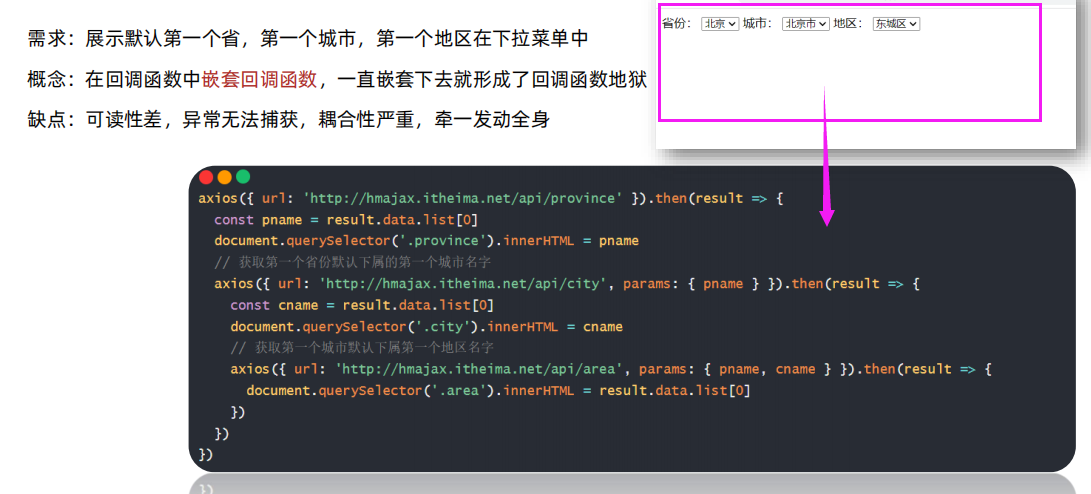 需求：展示默认第一个省，第一个城市，第一个地区在下拉菜单中
概念：在回调函数中嵌套回调函数，一直嵌套下去就形成了回调函数地狱
缺点：可读性差，异常无法捕获，耦合性严重，牵一发动全身
省份： 北京 城市： 北京市 地区： 东城区
axios({ url: 'http://hmajax.itheima.net/api/province' }).then(result => {
  const pname = result.data.list[0]
  document.querySelector('.province').innerHTML = pname
  // 获取第一个省份默认下属的第一个城市名字
  axios({ url: 'http://hmajax.itheima.net/api/city', params: { pname } }).then(result => {
    const cname = result.data.list[0]
    document.querySelector('.city').innerHTML = cname
    // 获取第一个城市默认下属第一个地区名字
    axios({ url: 'http://hmajax.itheima.net/api/area', params: { pname, cname } }).then(result => {
      document.querySelector('.area').innerHTML = result.data.list[0]
    })
  })
})